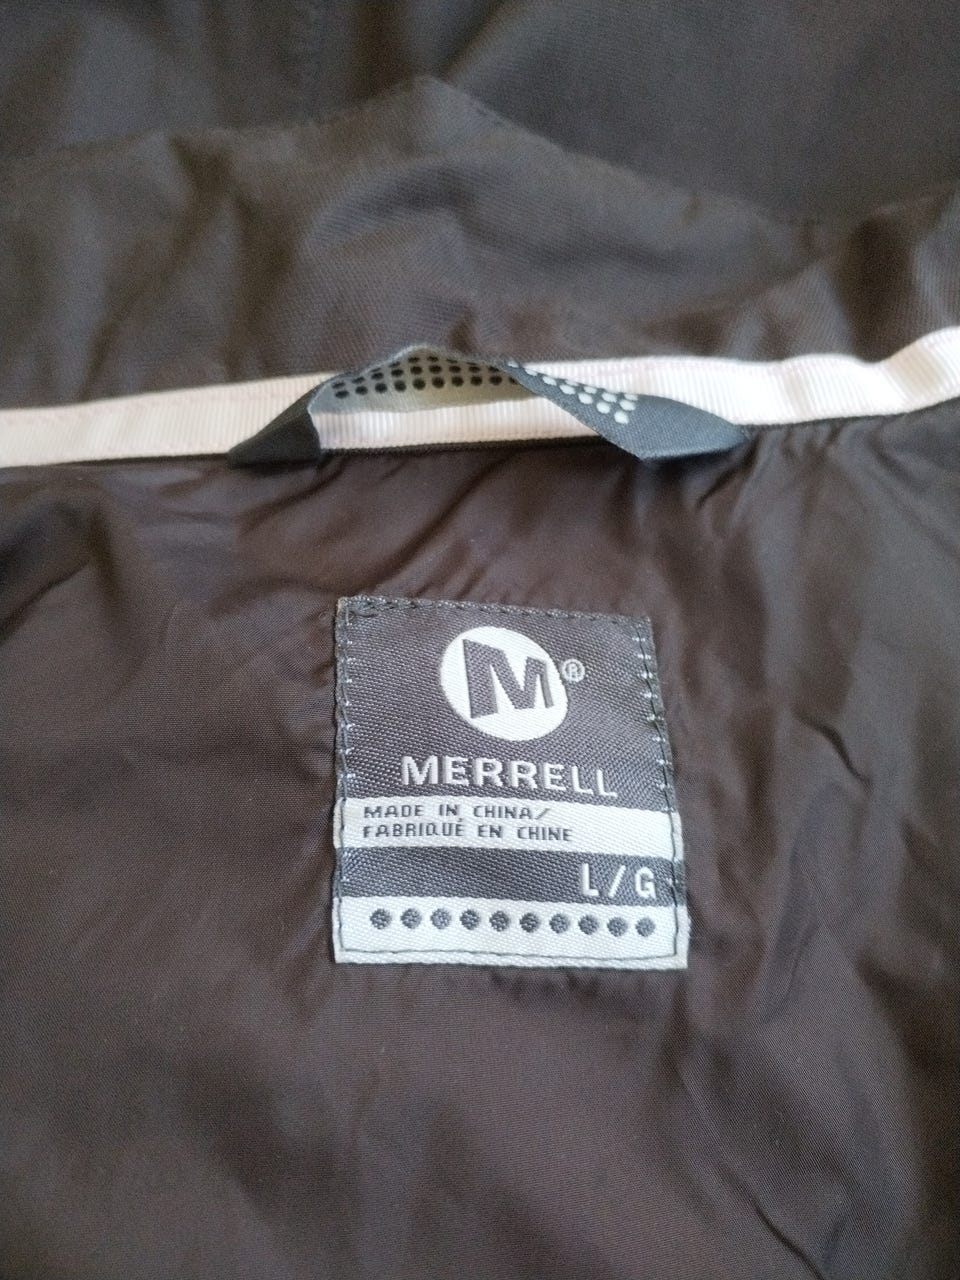 M®
MERRELL
MADE IN CHINA/
FABRIQUÉ EN CHINE
L/G